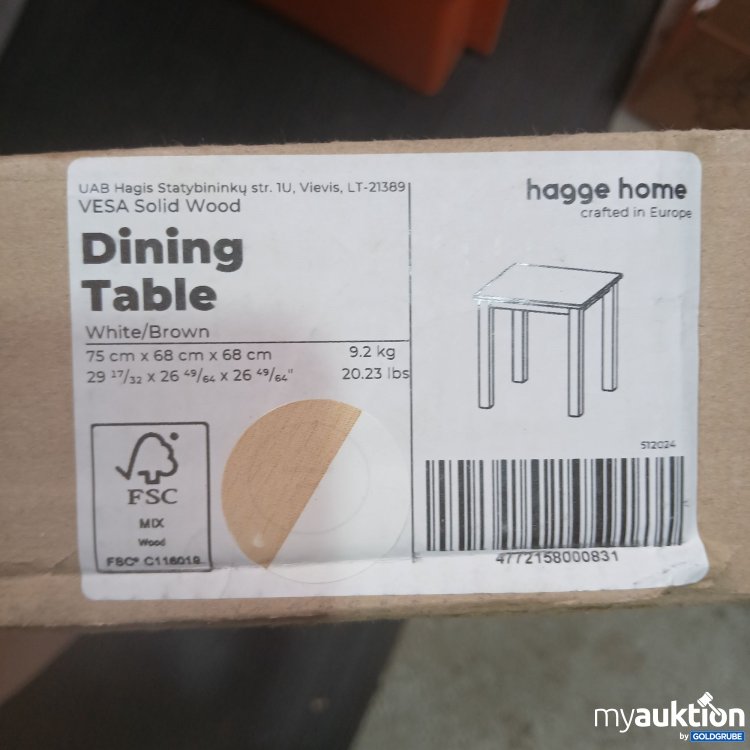 UAB Hagis Statybininkų str. 1U, Vievis, LT-21389
VESA Solid Wood
Dining
Table
White/Brown
75 cm x 68 cm x 68 cm 9.2 kg
29 17/32 x 26 49/64 x 26 49/64" 20.23 lbs
FSC
MIX
Wood
FSC® C116019
hagge home
crafted in Europe
512024
4772158000831
myauktion
by GOLDGRUBE